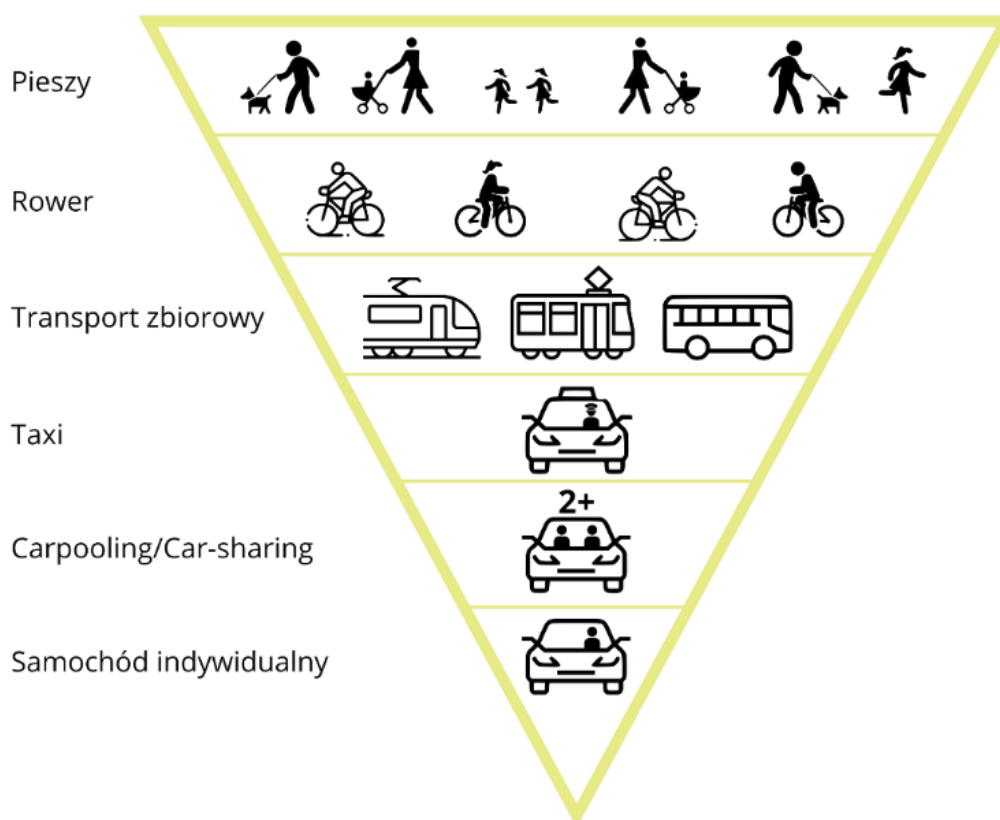 Pieszy
Rower
Transport zbiorowy
Taxi
2+
Carpooling/Car-sharing
Samochód indywidualny